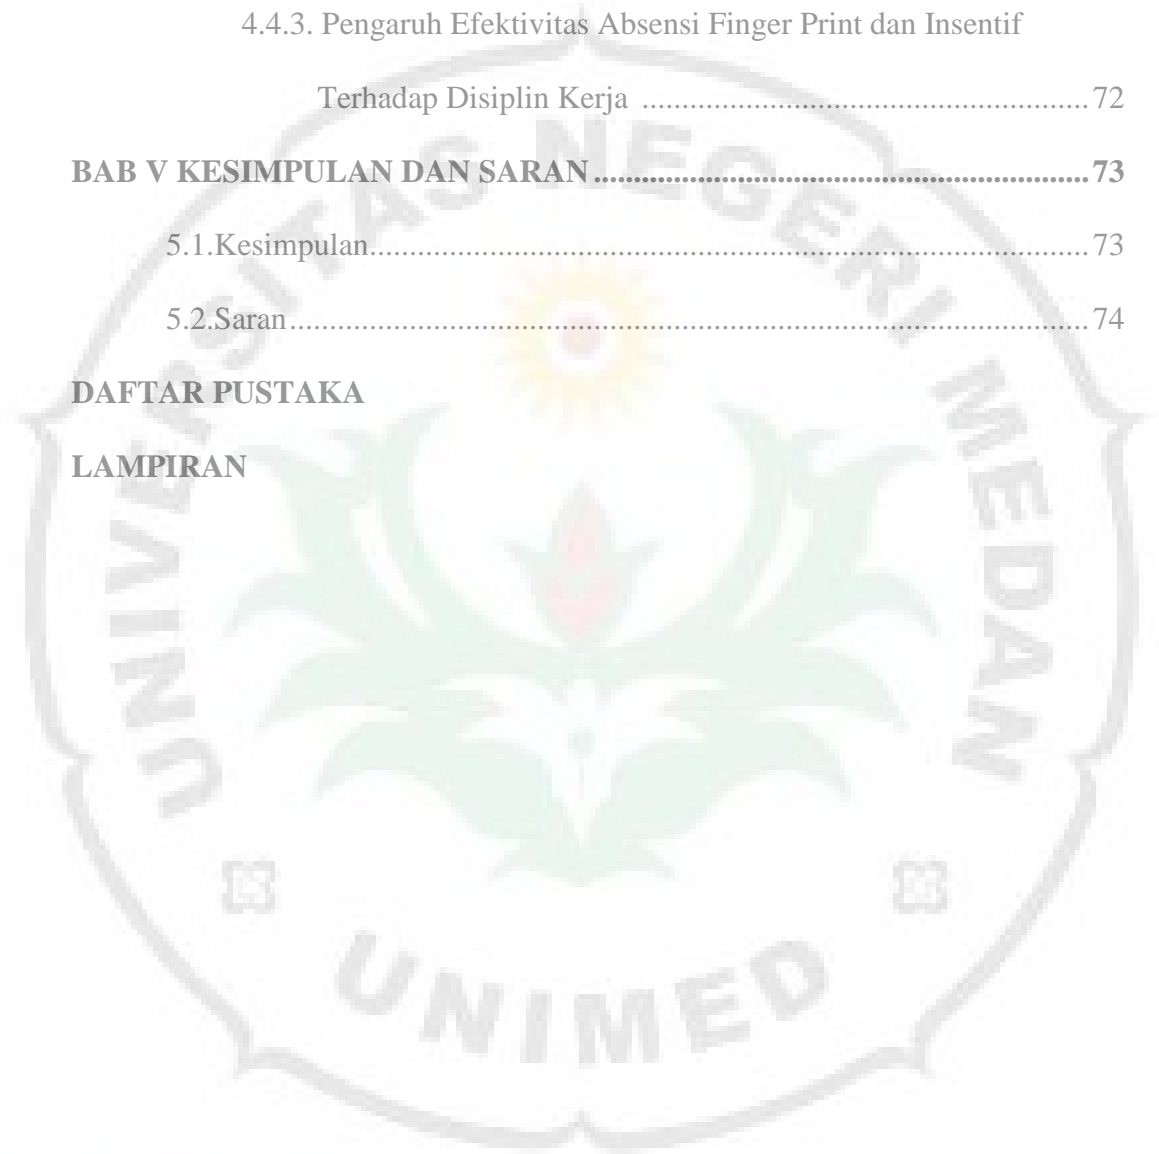 4.4.3. Pengaruh Efektivitas Absensi Finger Print dan Insentif
Terhadap Disiplin Kerja ........................................................ 72
BAB V KESIMPULAN DAN SARAN .............................................................. 73
5.1.Kesimpulan.......................................................................................... 73
5.2.Saran.................................................................................................... 74
DAFTAR PUSTAKA
LAMPIRAN
UNIVERSITAS NEGERI MEDAN
UNIMED